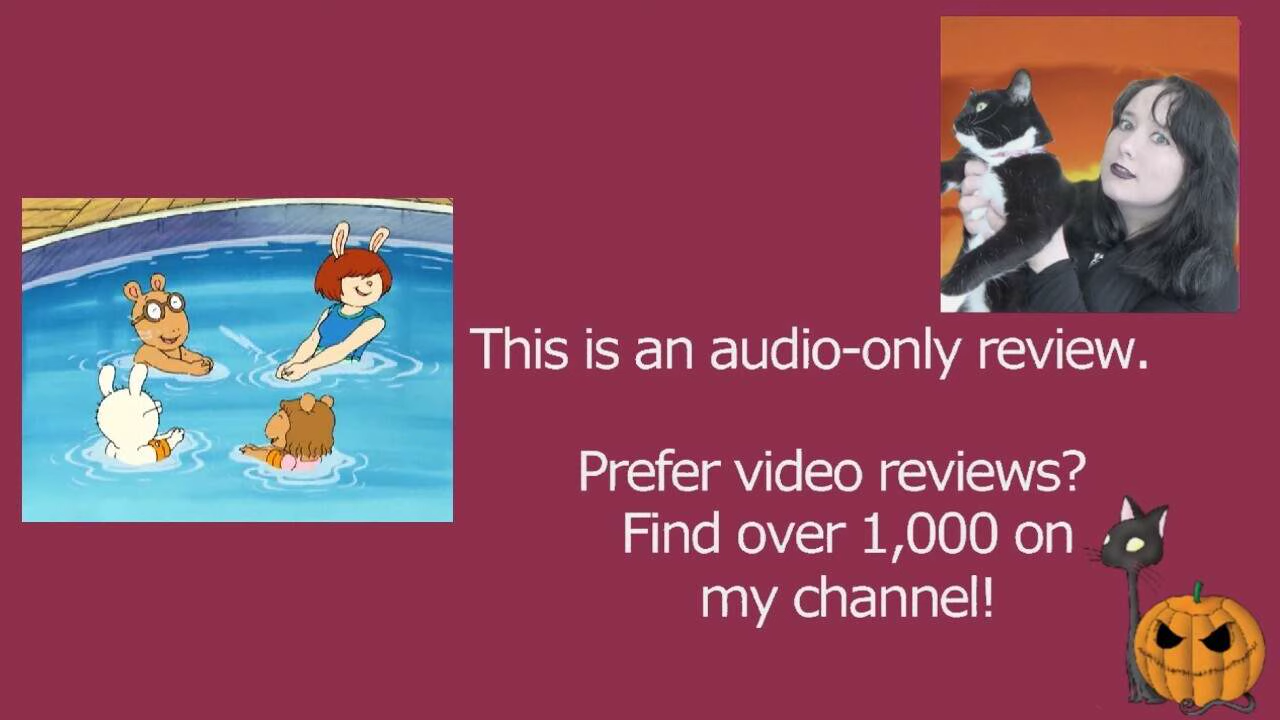 This is an audio-only review.
Prefer video reviews?
Find over 1,000 on
my channel!